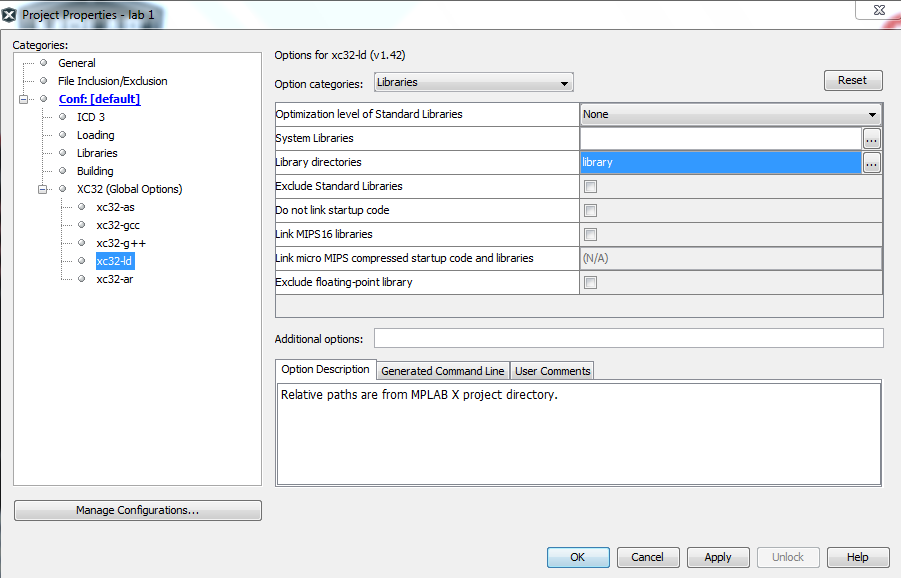 Project Properties - lab 1
Categories:
General
File Inclusion/Exclusion
Conf: [default]
ICD 3
Loading
Libraries
Building
XC32 (Global Options)
xc32-as
xc32-gcc
xc32-g++
xc32-ld
xc32-ar
Manage Configurations...
Options for xc32-ld (v1.42)
Option categories: Libraries
Reset
Optimization level of Standard Libraries None
System Libraries ...
Library directories library ...
Exclude Standard Libraries
Do not link startup code
Link MIPS16 libraries
Link micro MIPS compressed startup code and libraries (N/A)
Exclude floating-point library
Additional options:
Option Description Generated Command Line User Comments
Relative paths are from MPLAB X project directory.
OK Cancel Apply Unlock Help